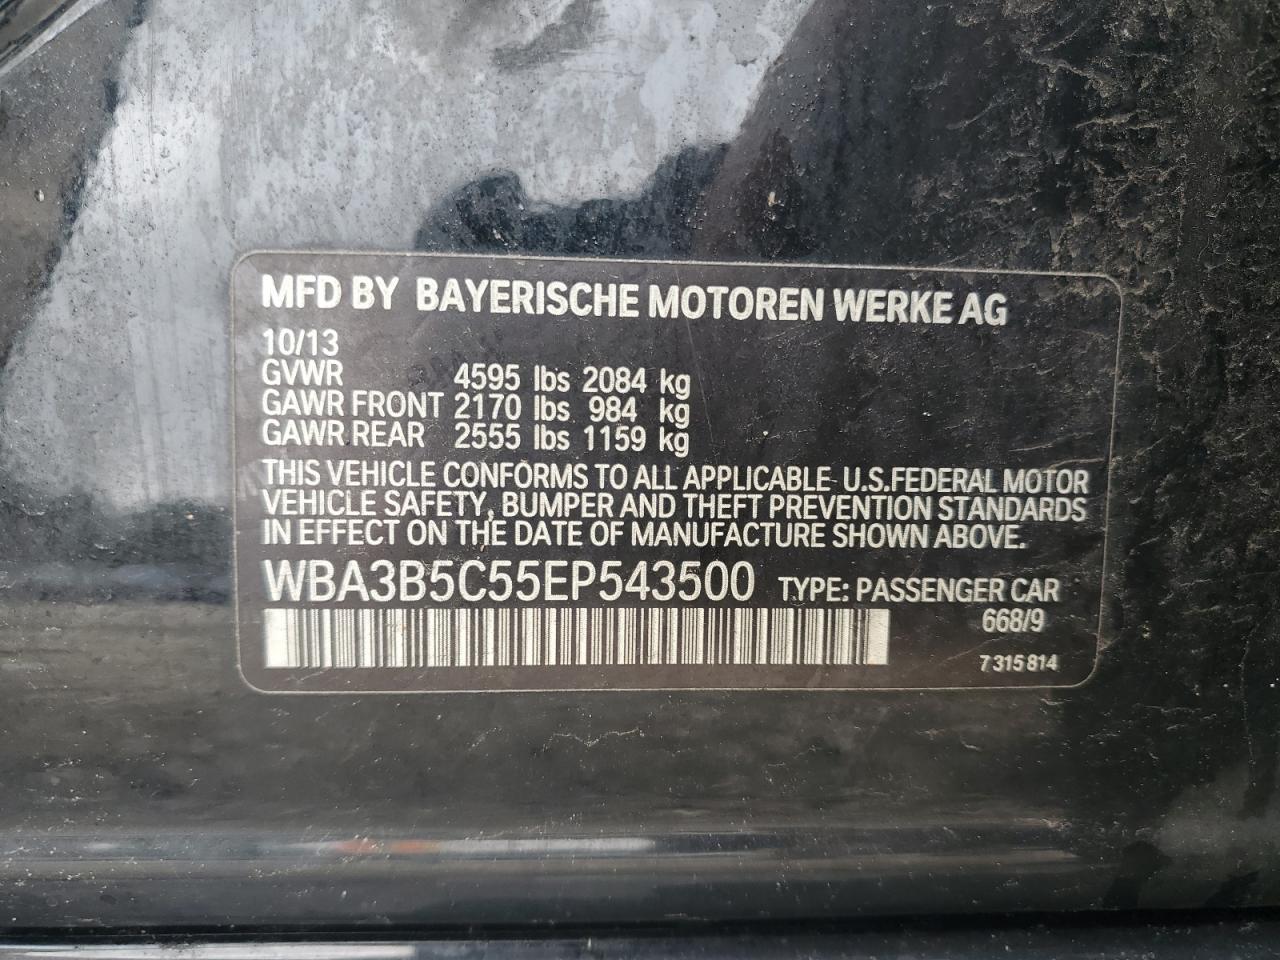 MFD BY BAYERISCHE MOTOREN WERKE AG
10/13
GVWR 4595 lbs 2084 kg
GAWR FRONT 2170 lbs 984 kg
GAWR REAR 2555 lbs 1159 kg
THIS VEHICLE CONFORMS TO ALL APPLICABLE U.S.FEDERAL MOTOR
VEHICLE SAFETY, BUMPER AND THEFT PREVENTION STANDARDS
IN EFFECT ON THE DATE OF MANUFACTURE SHOWN ABOVE.
WBA3B5C55EP543500 TYPE: PASSENGER CAR
668/9
7 315 814